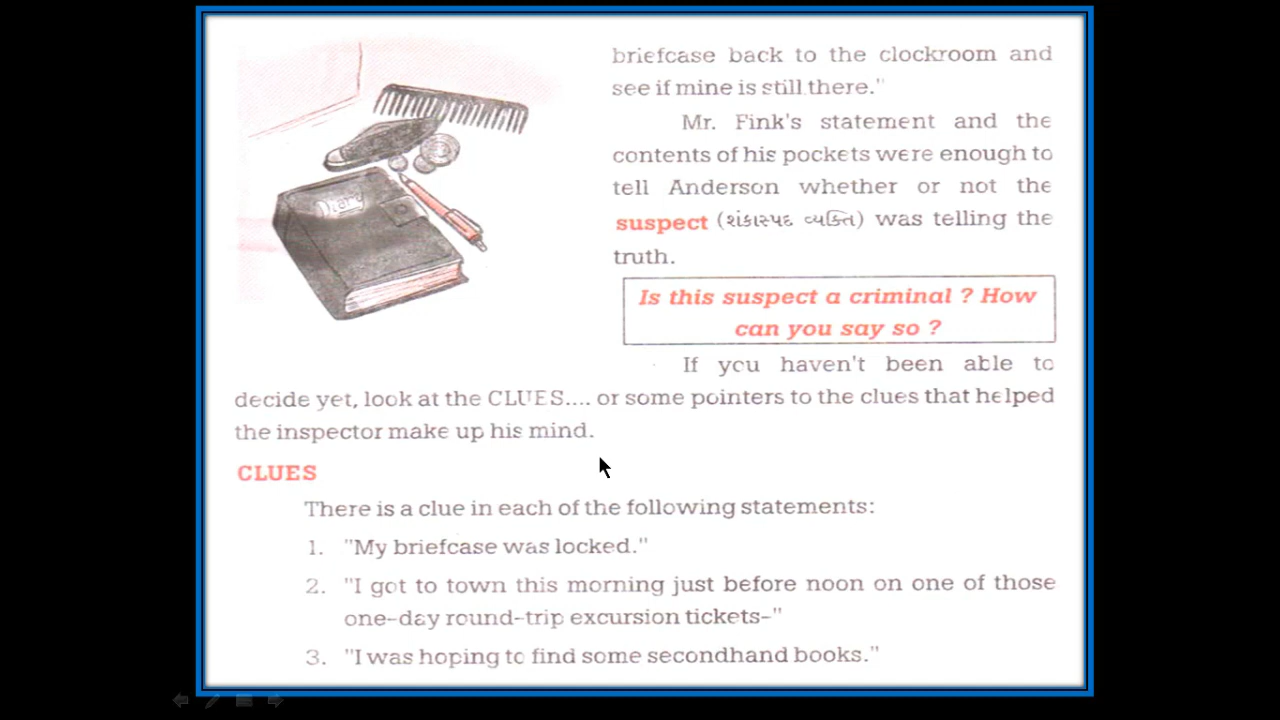 briefcase back to the clockroom and
see if mine is still there."
Mr. Fink's statement and the
contents of his pockets were enough to
tell Anderson whether or not the
suspect (શંકાસ્પદ વ્યક્તિ) was telling the
truth.
Is this suspect a criminal ? How
can you say so ?
If you haven't been able to
decide yet, look at the CLUES.... or some pointers to the clues that helped
the inspector make up his mind.
CLUES
There is a clue in each of the following statements:
1. "My briefcase was locked."
2. "I got to town this morning just before noon on one of those
one-day round-trip excursion tickets-"
3. "I was hoping to find some secondhand books."
Diary